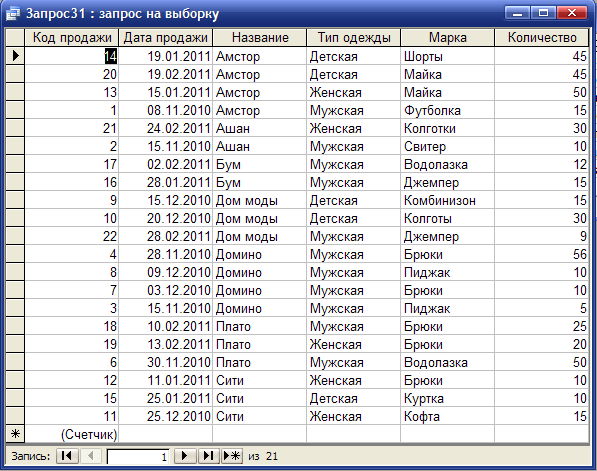 Запрос31 : запрос на выборку
Код продажи Дата продажи Название Тип одежды Марка Количество
14 19.01.2011 Амстор Детская Шорты 45
20 19.02.2011 Амстор Детская Майка 45
13 15.01.2011 Амстор Женская Майка 50
1 08.11.2010 Амстор Мужская Футболка 15
21 24.02.2011 Ашан Женская Колготки 30
2 15.11.2010 Ашан Мужская Свитер 10
17 02.02.2011 Бум Мужская Водолазка 12
16 28.01.2011 Бум Мужская Джемпер 15
9 15.12.2010 Дом моды Детская Комбинизон 15
10 20.12.2010 Дом моды Детская Колготы 30
22 28.02.2011 Дом моды Мужская Джемпер 9
4 28.11.2010 Домино Мужская Брюки 56
8 09.12.2010 Домино Мужская Пиджак 10
7 03.12.2010 Домино Мужская Брюки 10
3 15.11.2010 Домино Мужская Пиджак 5
18 10.02.2011 Плато Мужская Брюки 25
19 13.02.2011 Плато Женская Брюки 20
6 30.11.2010 Плато Мужская Водолазка 50
12 11.01.2011 Сити Женская Брюки 10
15 25.01.2011 Сити Детская Куртка 10
11 25.12.2010 Сити Женская Кофта 15
(Счетчик)
Запись: 1 из 21